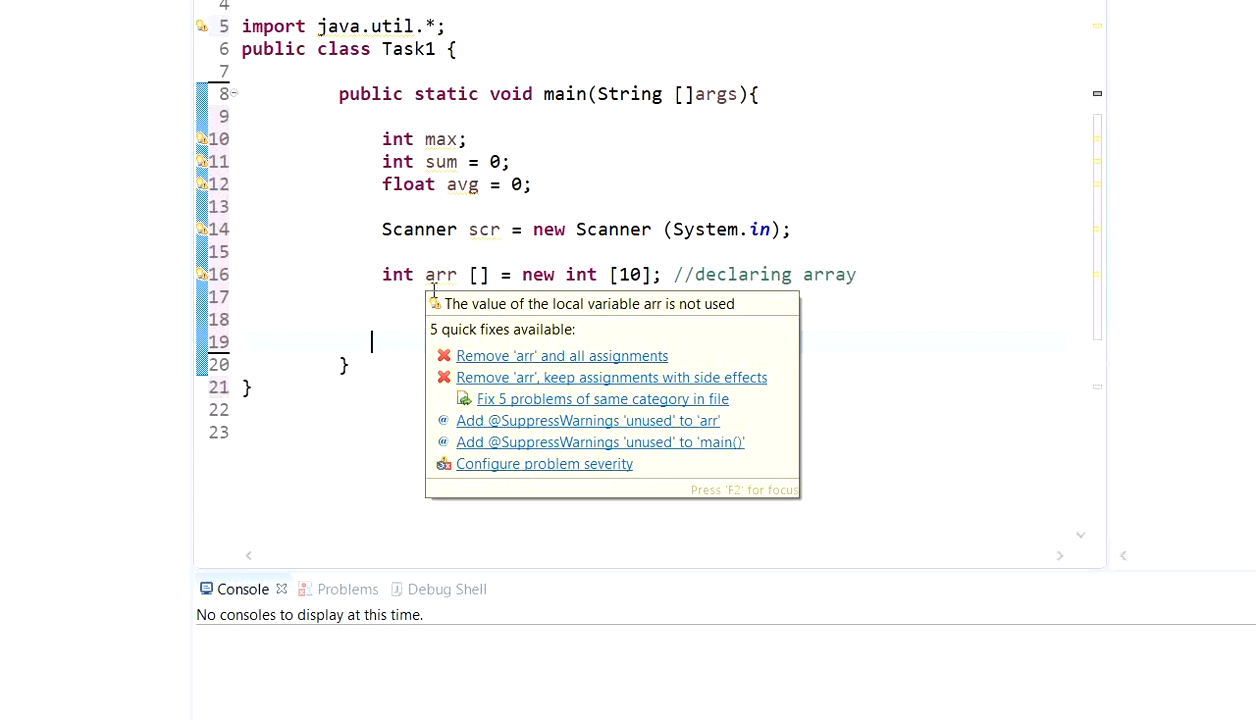 4
5 import java.util.*;
6 public class Task1 {
7
8 public static void main(String []args){
9
10 int max;
11 int sum = 0;
12 float avg = 0;
13
14 Scanner scr = new Scanner (System.in);
15
16 int arr [] = new int [10]; //declaring array
17
The value of the local variable arr is not used
18
5 quick fixes available:
19
Remove 'arr' and all assignments
20 }
Remove 'arr', keep assignments with side effects
21 }
Fix 5 problems of same category in file
22
Add @SuppressWarnings 'unused' to 'arr'
23
Add @SuppressWarnings 'unused' to 'main()'
Configure problem severity
Press 'F2' for focus
Console Problems Debug Shell
No consoles to display at this time.